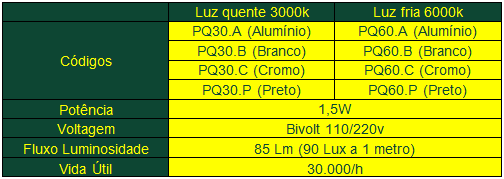 Luz quente 3000k Luz fria 6000k
Códigos
PQ30.A (Alumínio) PQ60.A (Alumínio)
PQ30.B (Branco) PQ60.B (Branco)
PQ30.C (Cromo) PQ60.C (Cromo)
PQ30.P (Preto) PQ60.P (Preto)
Potência 1,5W
Voltagem Bivolt 110/220v
Fluxo Luminosidade 85 Lm (90 Lux a 1 metro)
Vida Útil 30.000/h